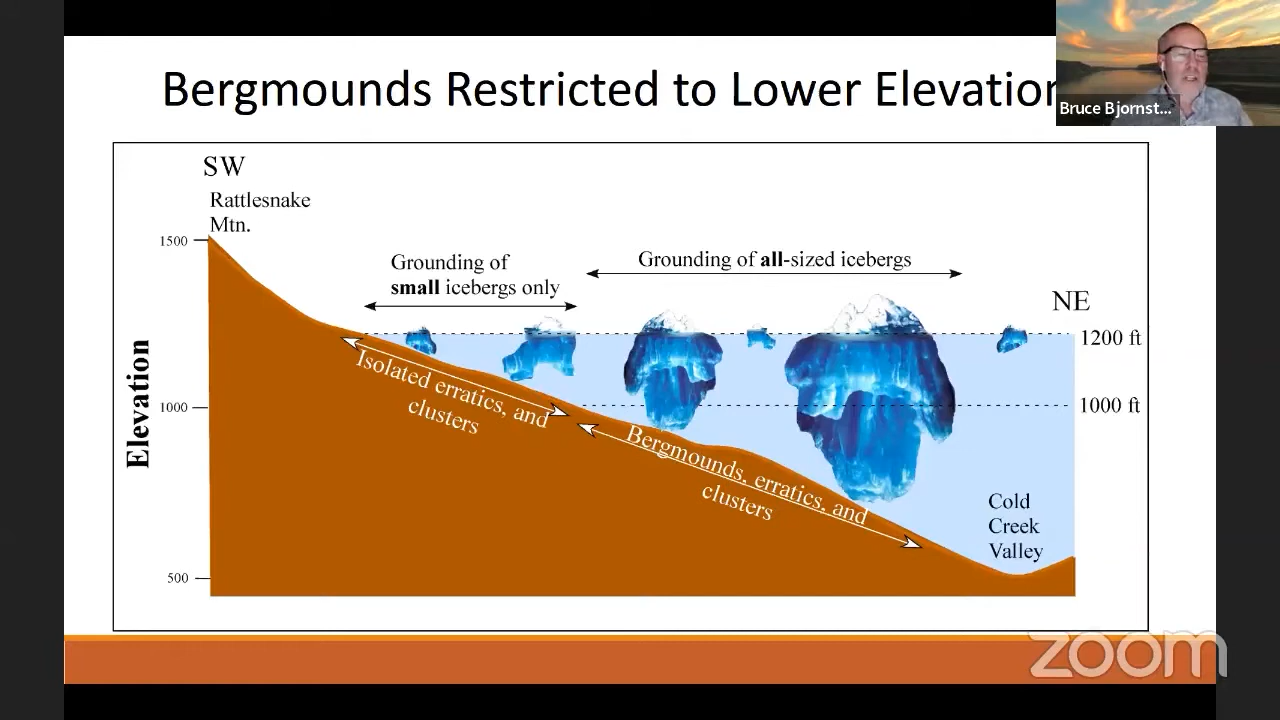 Bergmounds Restricted to Lower Elevation
Bruce Bjornst...
SW
Rattlesnake
Mtn.
1500
Grounding of
small icebergs only
Grounding of all-sized icebergs
NE
1200 ft
Elevation
Isolated erratics, and
clusters
1000
1000 ft
Bergmounds, erratics, and
clusters
Cold
Creek
Valley
500
zoom